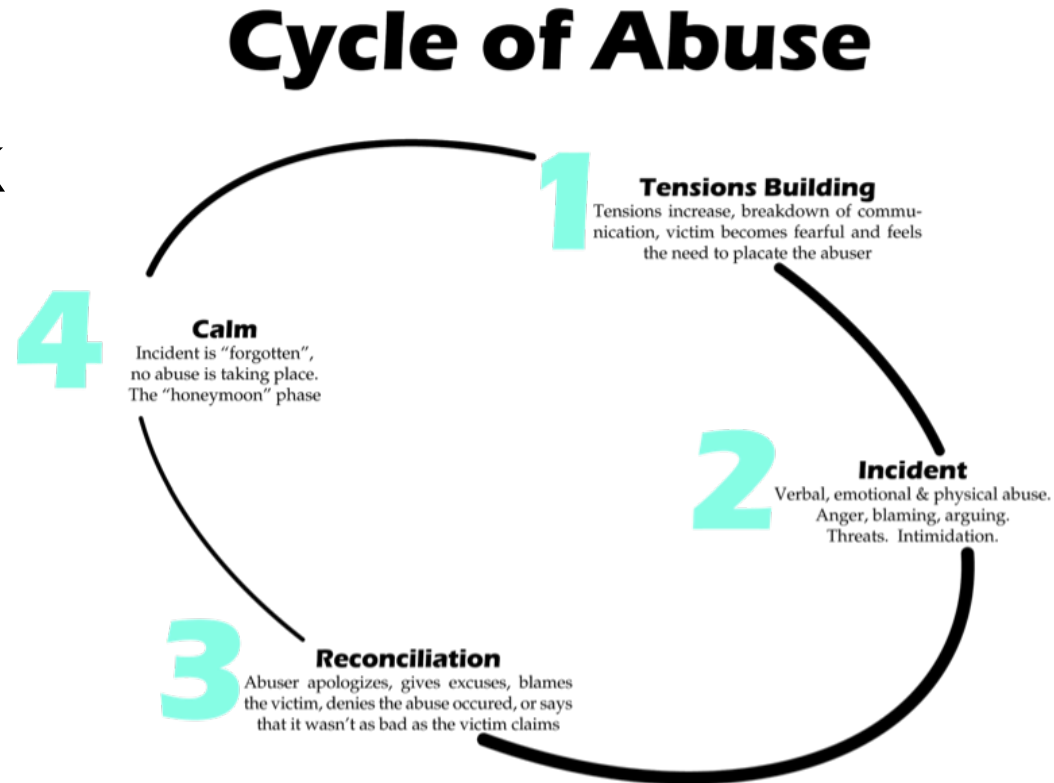 Cycle of Abuse
1
Tensions Building
Tensions increase, breakdown of commu-
nication, victim becomes fearful and feels
the need to placate the abuser
2
Incident
Verbal, emotional & physical abuse.
Anger, blaming, arguing.
Threats.  Intimidation.
3
Reconciliation
Abuser apologizes, gives excuses, blames
the victim, denies the abuse occured, or says
that it wasn't as bad as the victim claims
4
Calm
Incident is “forgotten”,
no abuse is taking place.
The “honeymoon” phase